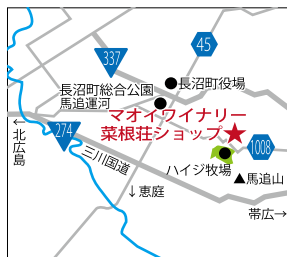 45
337
長沼町役場
長沼町総合公園
馬追運河
マオイワイナリー
菜根荘ショップ
←北広島
274
三川国道
1008
ハイジ牧場
▲馬追山
↓恵庭
帯広→